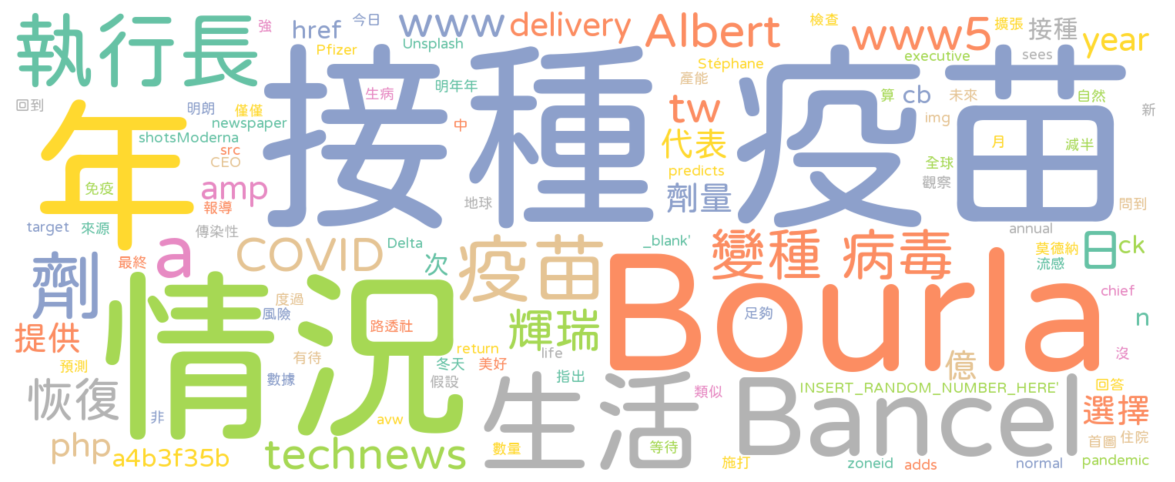 執行長
強
href
今日
www
delivery
Albert
檢查
www5
擴張
接種
year
Pfizer
Unsplash
Stéphane
executive
sees
回到
年
明朗
僅僅
生病
明年年
接種疫苗
產能
tw
算
cb
未來
自然
新
newspaper
shotsModerna
中
img
src
CEO
代表
月
減半
全球
predicts
免疫
amp
報導
地球
劑量
觀察
問到
target
來源
傳染性
annual
a
COVID
Delta
次
疫苗
_blank'
變種病毒
莫德納
流感
日
ck
劑
最終
情況
度過
風險
路透社
輝瑞
Bourla
足夠
chief
n
提供
預測
有待
return
life
冬天
美好
假設
指出
億
沒
恢復
數據
類似
INSERT_RANDOM_NUMBER_HERE'
回答
非
avw
生活
Bancel
選擇
php
a4b3f35b
technews
數量
等待
施打
zoneid
adds
normal
首圖
住院
pandemic